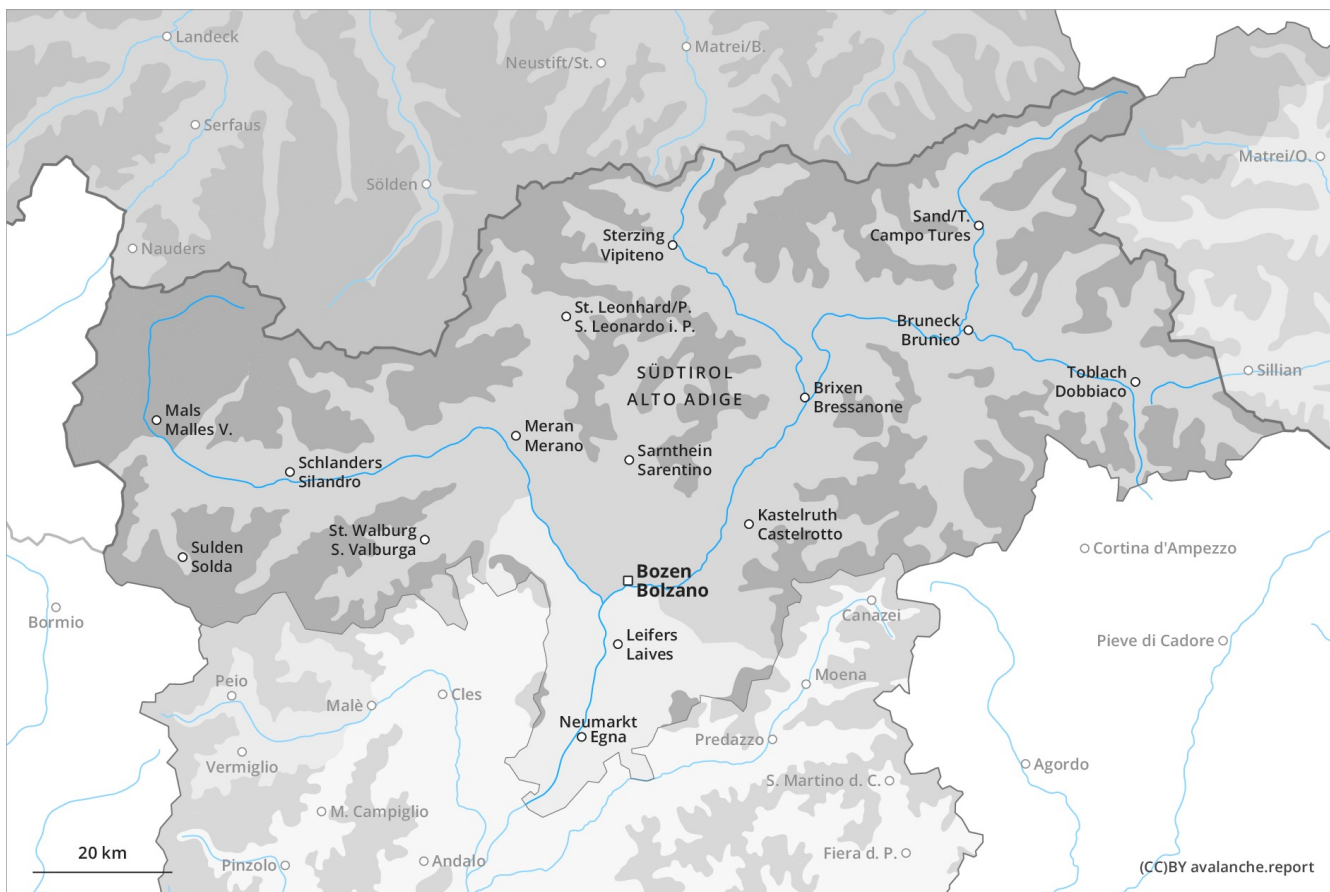 Landeck
Matrei/B.
Neustift/St.
Serfaus
Matrei/O.
Sölden
Sand/T.
Campo Tures
Sterzing
Vipiteno
Nauders
St. Leonhard/P.
S. Leonardo i. P.
Bruneck
Brunico
SÜDTIROL
ALTO ADIGE
Toblach
Dobbiaco
Sillian
Brixen
Bressanone
Mals
Malles V.
Meran
Merano
Sarnthein
Sarentino
Schlanders
Silandro
Kastelruth
Castelrotto
St. Walburg
S. Valburga
Sulden
Solda
Cortina d'Ampezzo
Bozen
Bolzano
Bormio
Canazei
Leifers
Laives
Pieve di Cadore
Moena
Peio
Malè
Cles
Neumarkt
Egna
Predazzo
Vermiglio
Agordo
S. Martino d. C.
M. Campiglio
20 km
Pinzolo
Andalo
Fiera d. P.
(CC)BY avalanche.report